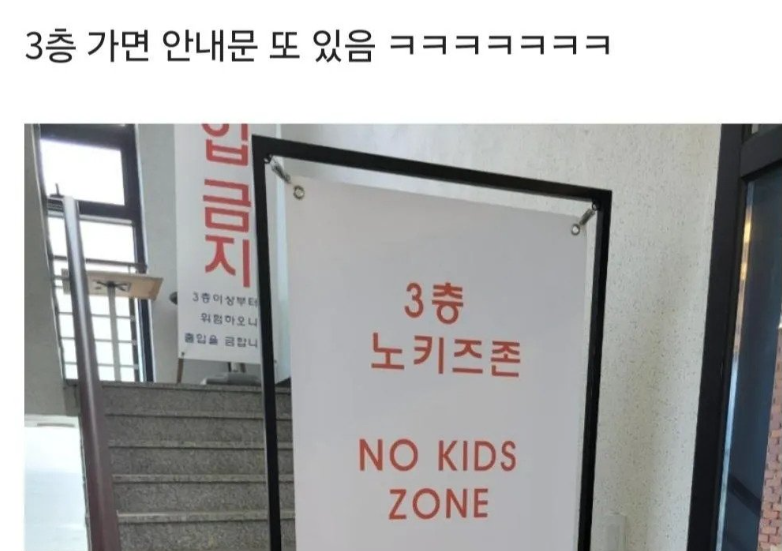 3층 가면 안내문 또 있음 ㅋㅋㅋㅋㅋㅋㅋ
입
금
지
3층이상부터
위험하오니
출입을 금합니
3층
노키즈존
NO KIDS
ZONE